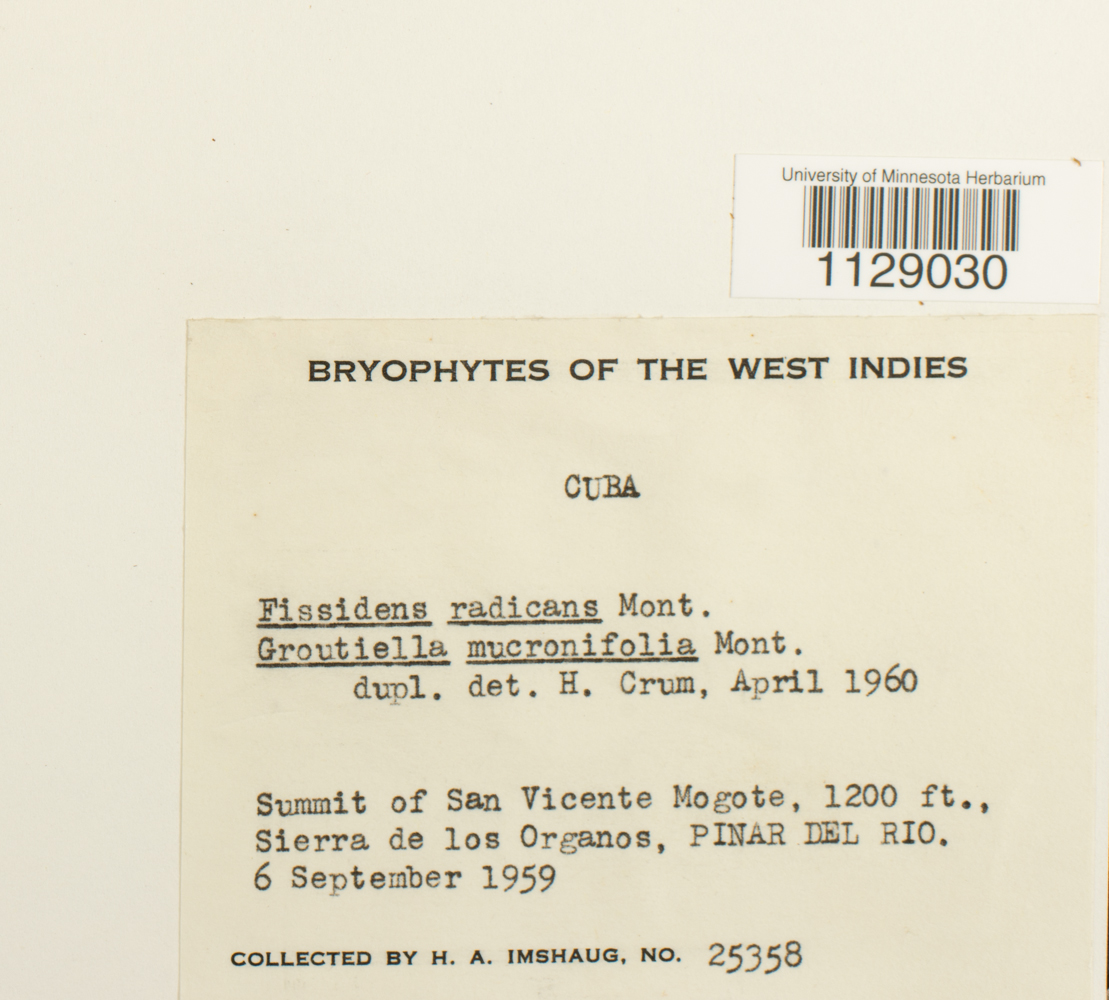 University of Minnesota Herbarium
1129030
BRYOPHYTES OF THE WEST INDIES
CUBA
Fissidens radicans Mont.
Groutiella mucronifolia Mont.
dupl. det. H. Crum, April 1960
Summit of San Vicente Mogote, 1200 ft.,
Sierra de los Organos, PINAR DEL RIO.
6 September 1959
COLLECTED BY H. A. IMSHAUG, NO. 25358